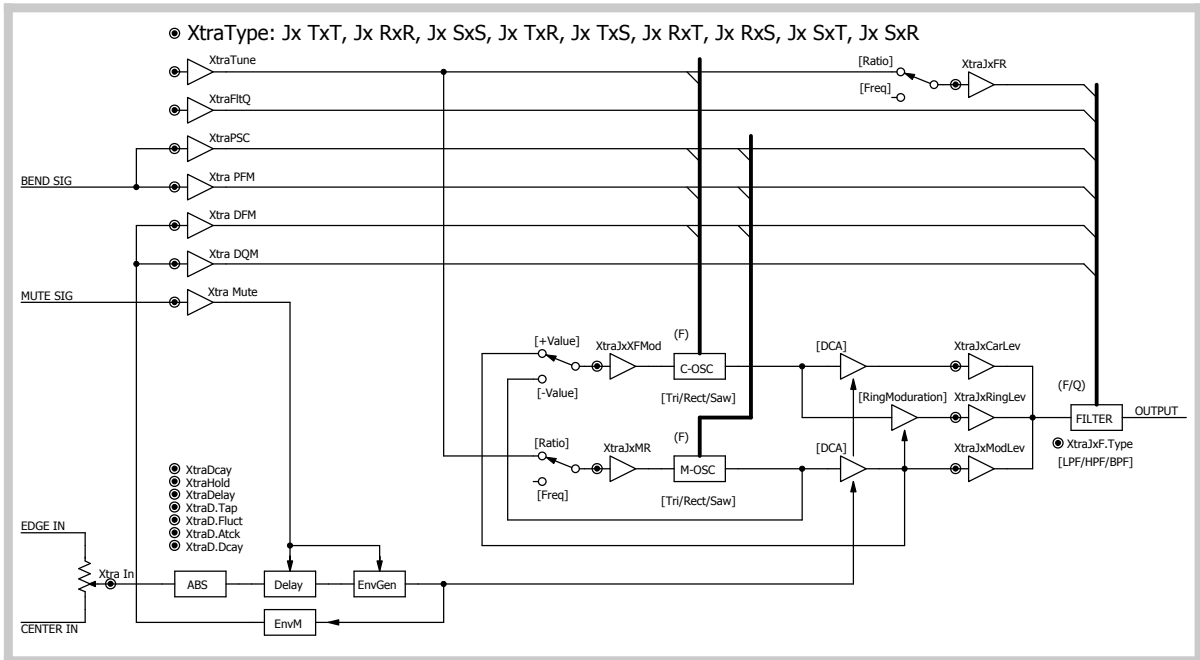 XtraType: Jx TxT, Jx RxR, Jx SxS, Jx TxR, Jx TxS, Jx RxT, Jx RxS, Jx SxT, Jx SxR
XtraTune
[Ratio]
XtraJxFR
[Freq]
XtraFltQ
XtraPSC
BEND SIG
Xtra PFM
Xtra DFM
Xtra DQM
MUTE SIG
Xtra Mute
[+Value]
XtraJxXFMod
(F)
C-OSC
[DCA]
XtraJxCarLev
[-Value]
[Tri/Rect/Saw]
[RingModuration]
XtraJxRingLev
(F/Q)
FILTER
OUTPUT
[Ratio]
XtraJxMR
(F)
M-OSC
[DCA]
XtraJxModLev
XtraJxF.Type
[LPF/HPF/BPF]
[Freq]
[Tri/Rect/Saw]
XtraDcay
XtraHold
XtraDelay
XtraD.Tap
XtraD.Fluct
XtraD.Atck
XtraD.Dcay
EDGE IN
Xtra In
ABS
Delay
EnvGen
EnvM
CENTER IN